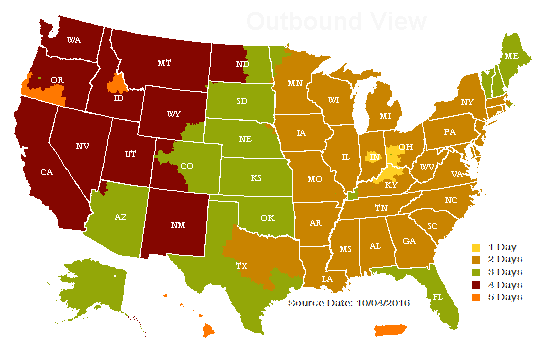 Outbound View
WA
MT
ND
MN
ME
OR
ID
SD
WI
MI
NY
WY
IA
PA
NE
NV
UT
CO
IL
IN
OH
WV
VA
CA
KS
MO
KY
NC
TN
AZ
NM
OK
AR
SC
MS
AL
GA
TX
LA
FL
1 Day
2 Days
3 Days
4 Days
5 Days
Source Date: 10/04/2016